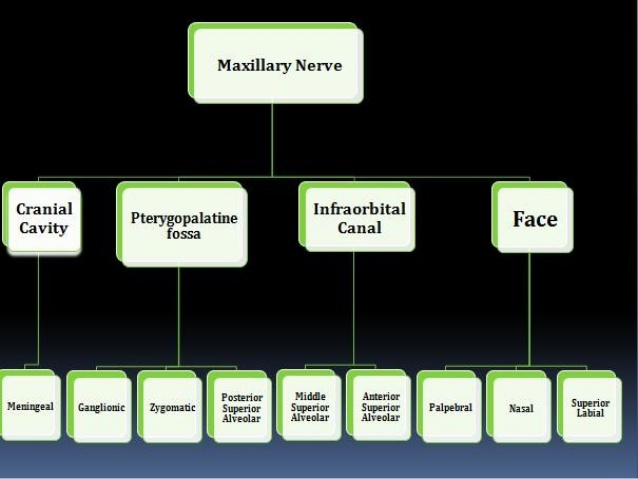 Maxillary Nerve
Cranial
Cavity
Pterygopalatine
fossa
Infraorbital
Canal
Face
Meningeal
Ganglionic
Zygomatic
Posterior
Superior
Alveolar
Middle
Superior
Alveolar
Anterior
Superior
Alveolar
Palpebral
Nasal
Superior
Labial